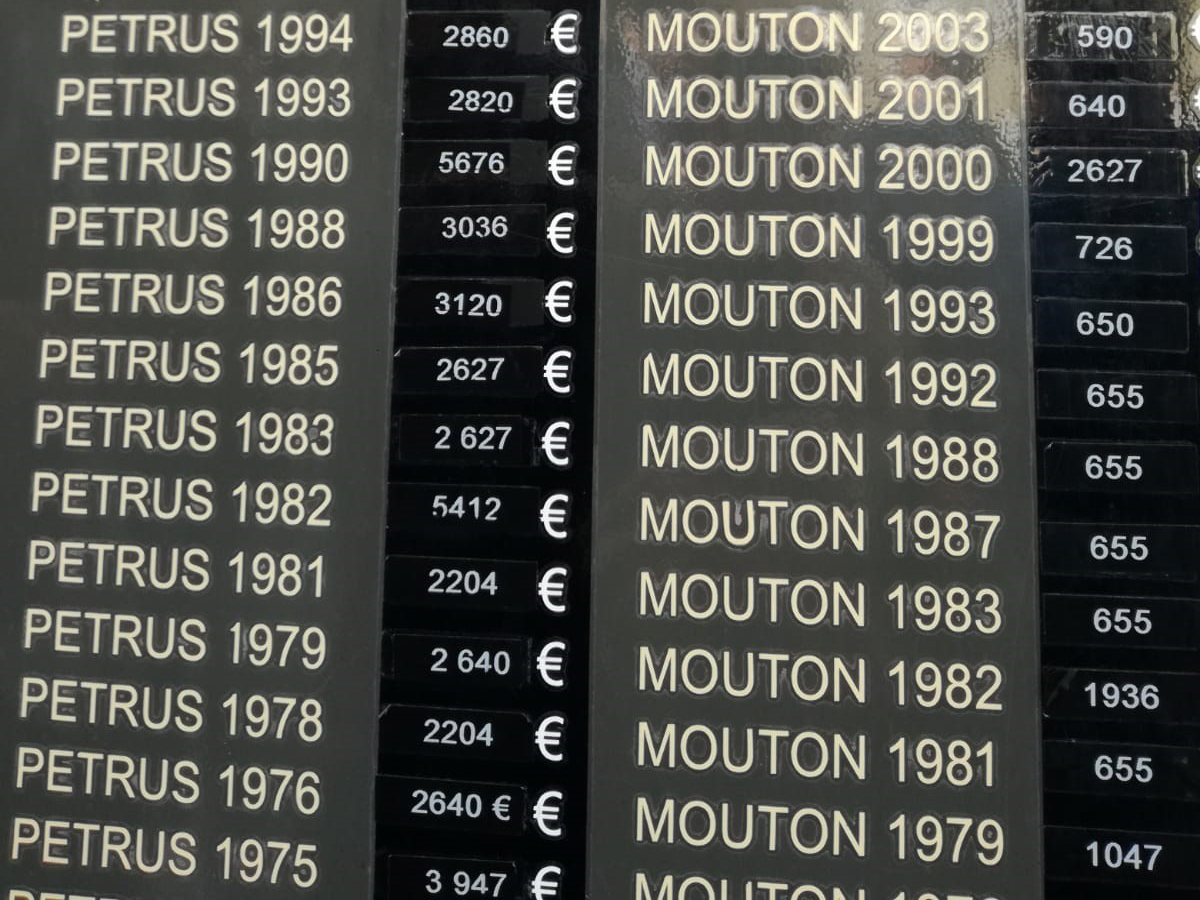 PETRUS 1994 2860 € MOUTON 2003 590
PETRUS 1993 2820 € MOUTON 2001 640
PETRUS 1990 5676 € MOUTON 2000 2627
PETRUS 1988 3036 € MOUTON 1999 726
PETRUS 1986 3120 € MOUTON 1993 650
PETRUS 1985 2627 € MOUTON 1992 655
PETRUS 1983 2 627 € MOUTON 1988 655
PETRUS 1982 5412 € MOUTON 1987 655
PETRUS 1981 2204 € MOUTON 1983 655
PETRUS 1979 2 640 € MOUTON 1982 1936
PETRUS 1978 2204 € MOUTON 1981 655
PETRUS 1976 2640 € € MOUTON 1979 1047
PETRUS 1975 3 947 € MOUTON